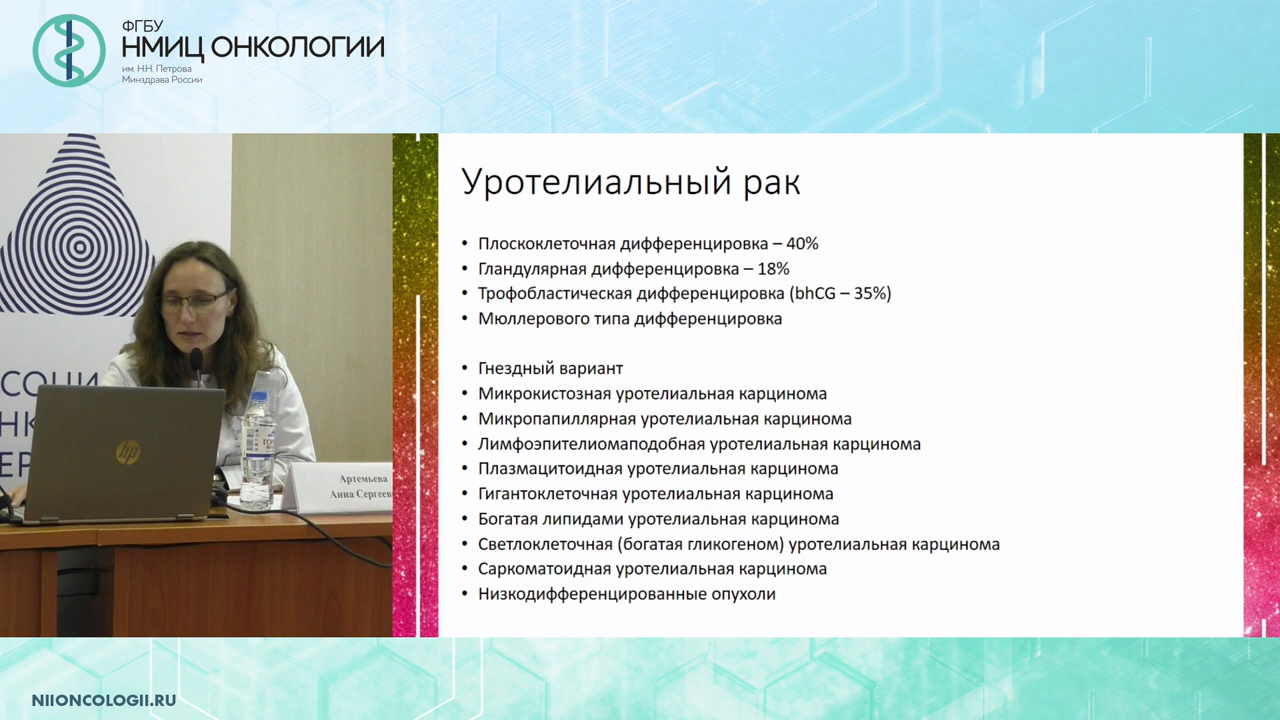 ФГБУ
НМИЦ ОНКОЛОГИИ
им. Н.Н. Петрова
Минздрава России
Уротелиальный рак
• Плоскоклеточная дифференцировка – 40%
• Гландулярная дифференцировка – 18%
• Трофобластическая дифференцировка (bhCG – 35%)
• Мюллерового типа дифференцировка
• Гнездный вариант
• Микрокистозная уротелиальная карцинома
• Микропапиллярная уротелиальная карцинома
• Лимфоэпителиомаподобная уротелиальная карцинома
• Плазмацитоидная уротелиальная карцинома
• Гигантоклеточная уротелиальная карцинома
• Богатая липидами уротелиальная карцинома
• Светлоклеточная (богатая гликогеном) уротелиальная карцинома
• Саркоматоидная уротелиальная карцинома
• Низкодифференцированные опухоли
hp
Артемьева
Анна Сергеев
NIIONCOLOGII.RU